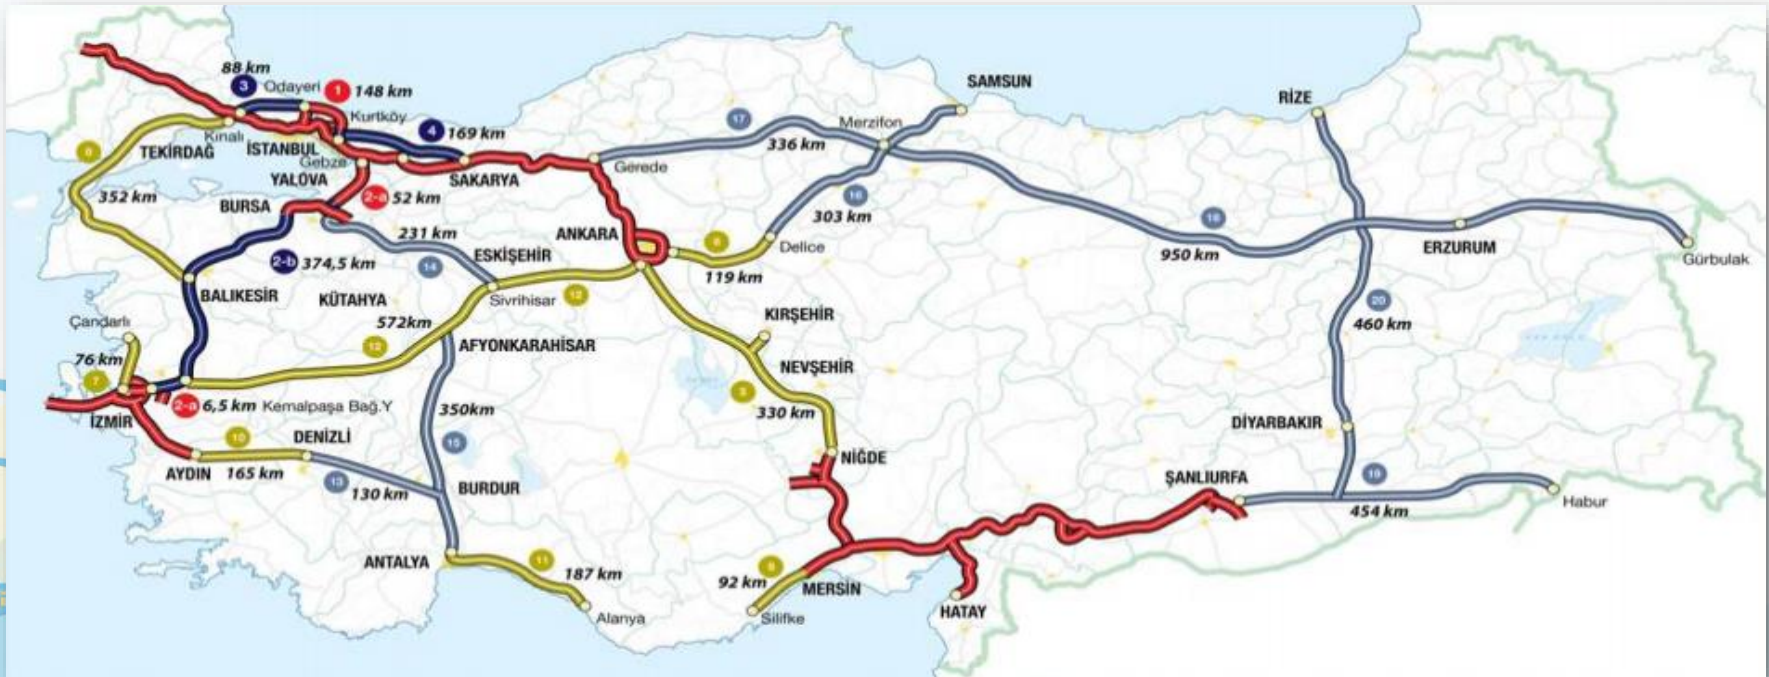 88 km
3
Odayeri
1
148 km
Kurtköy
4
169 km
Kınalı
TEKİRDAĞ
İSTANBUL
Gebze
YALOVA
SAKARYA
352 km
BURSA
2-a
52 km
231 km
14
2-b
374,5 km
ESKİŞEHİR
BALIKESİR
KÜTAHYA
Sivrihisar
12
572km
12
AFYONKARAHİSAR
Çandarlı
76 km
7
2-a
6,5 km
Kemalpaşa Bağ.Y
İZMİR
350km
15
10
DENİZLİ
AYDIN
165 km
13
130 km
BURDUR
ANTALYA
11
187 km
Alanya
Gerede
17
336 km
Merzifon
SAMSUN
16
303 km
ANKARA
Delice
119 km
KIRŞEHİR
NEVŞEHİR
330 km
NİĞDE
92 km
MERSİN
Silifke
HATAY
RİZE
18
950 km
ERZURUM
Gürbulak
20
460 km
DİYARBAKIR
ŞANLIURFA
19
454 km
Habur